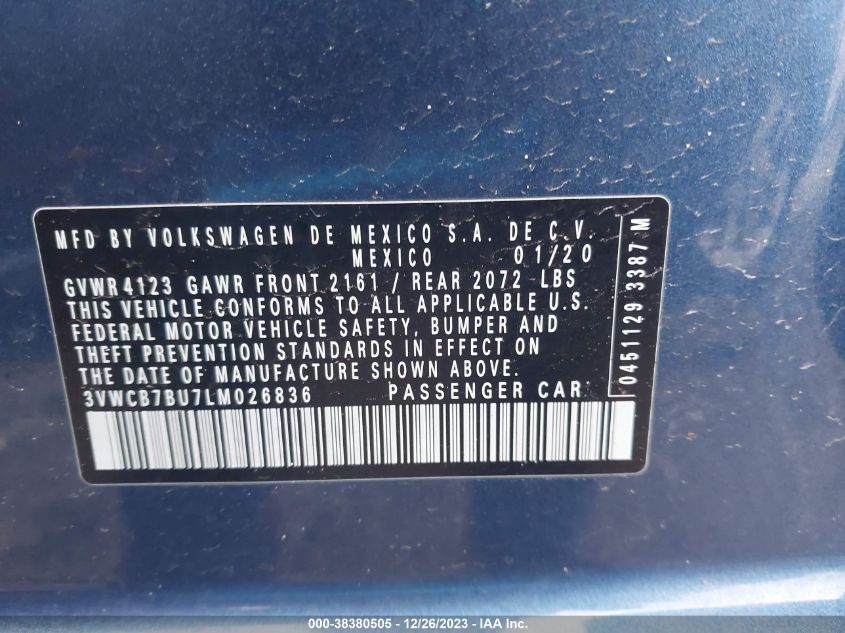 MFD BY VOLKSWAGEN DE MEXICO S.A. DE C.V.
MEXICO 01/20
GVWR 4123 GAWR FRONT 2161 / REAR 2072 LBS
THIS VEHICLE CONFORMS TO ALL APPLICABLE U.S.
FEDERAL MOTOR VEHICLE SAFETY, BUMPER AND
THEFT PREVENTION STANDARDS IN EFFECT ON
THE DATE OF MANUFACTURE SHOWN ABOVE.
3VWCB7BU7LM026836 PASSENGER CAR
0451129 3387 M
000-38380505 - 12/26/2023 - IAA Inc.